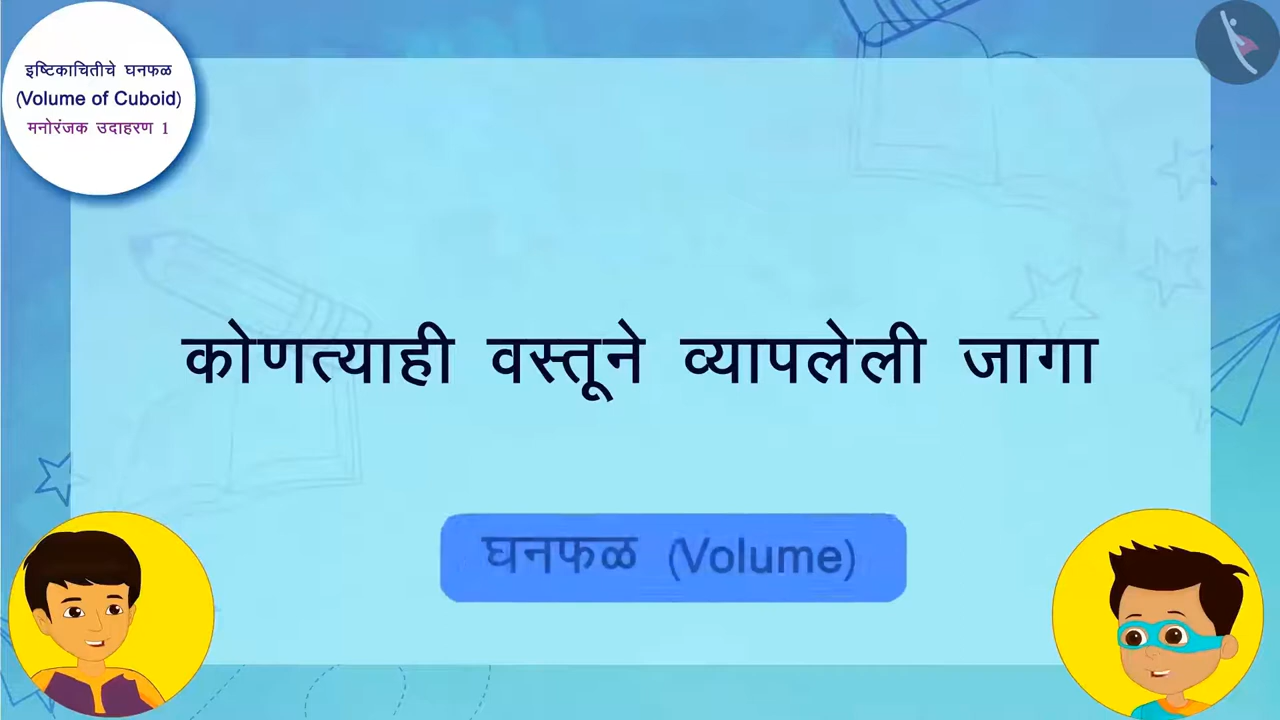 इष्टिकाचितीचे घनफळ
(Volume of Cuboid)
मनोरंजक उदाहरण 1
कोणत्याही वस्तूने व्यापलेली जागा
घनफळ (Volume)